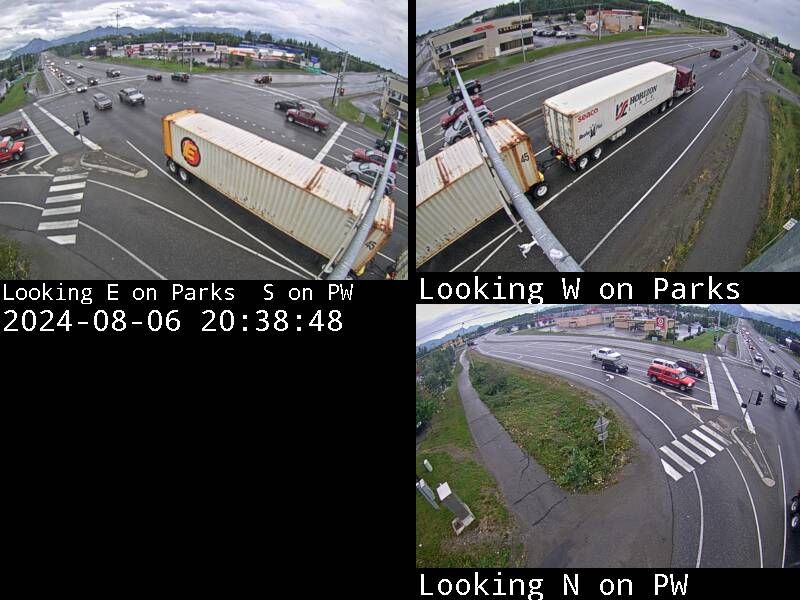 Looking E on Parks  S on PW
2024-08-06 20:38:48
45
seaco
HORIZON
45
Looking W on Parks
Looking N on PW